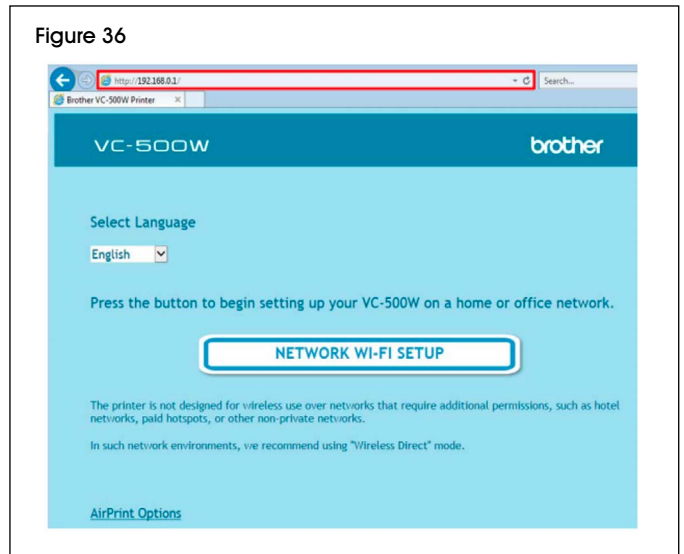 Figure 36
http://192.168.0.1/
Search...
Brother VC-500W Printer
VC-500W
brother
Select Language
English
Press the button to begin setting up your VC-500W on a home or office network.
NETWORK WI-FI SETUP
The printer is not designed for wireless use over networks that require additional permissions, such as hotel
networks, paid hotspots, or other non-private networks.
In such network environments, we recommend using "Wireless Direct" mode.
AirPrint Options